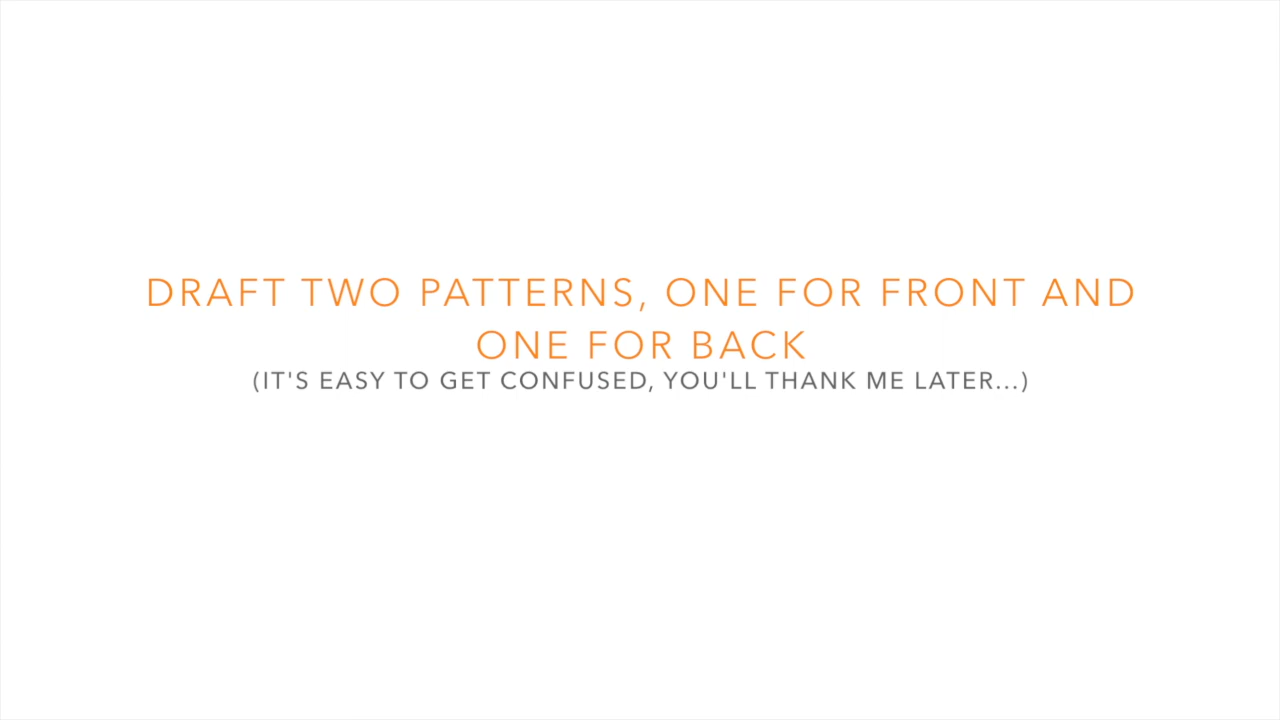 DRAFT TWO PATTERNS, ONE FOR FRONT AND
ONE FOR BACK
(IT'S EASY TO GET CONFUSED, YOU'LL THANK ME LATER...)